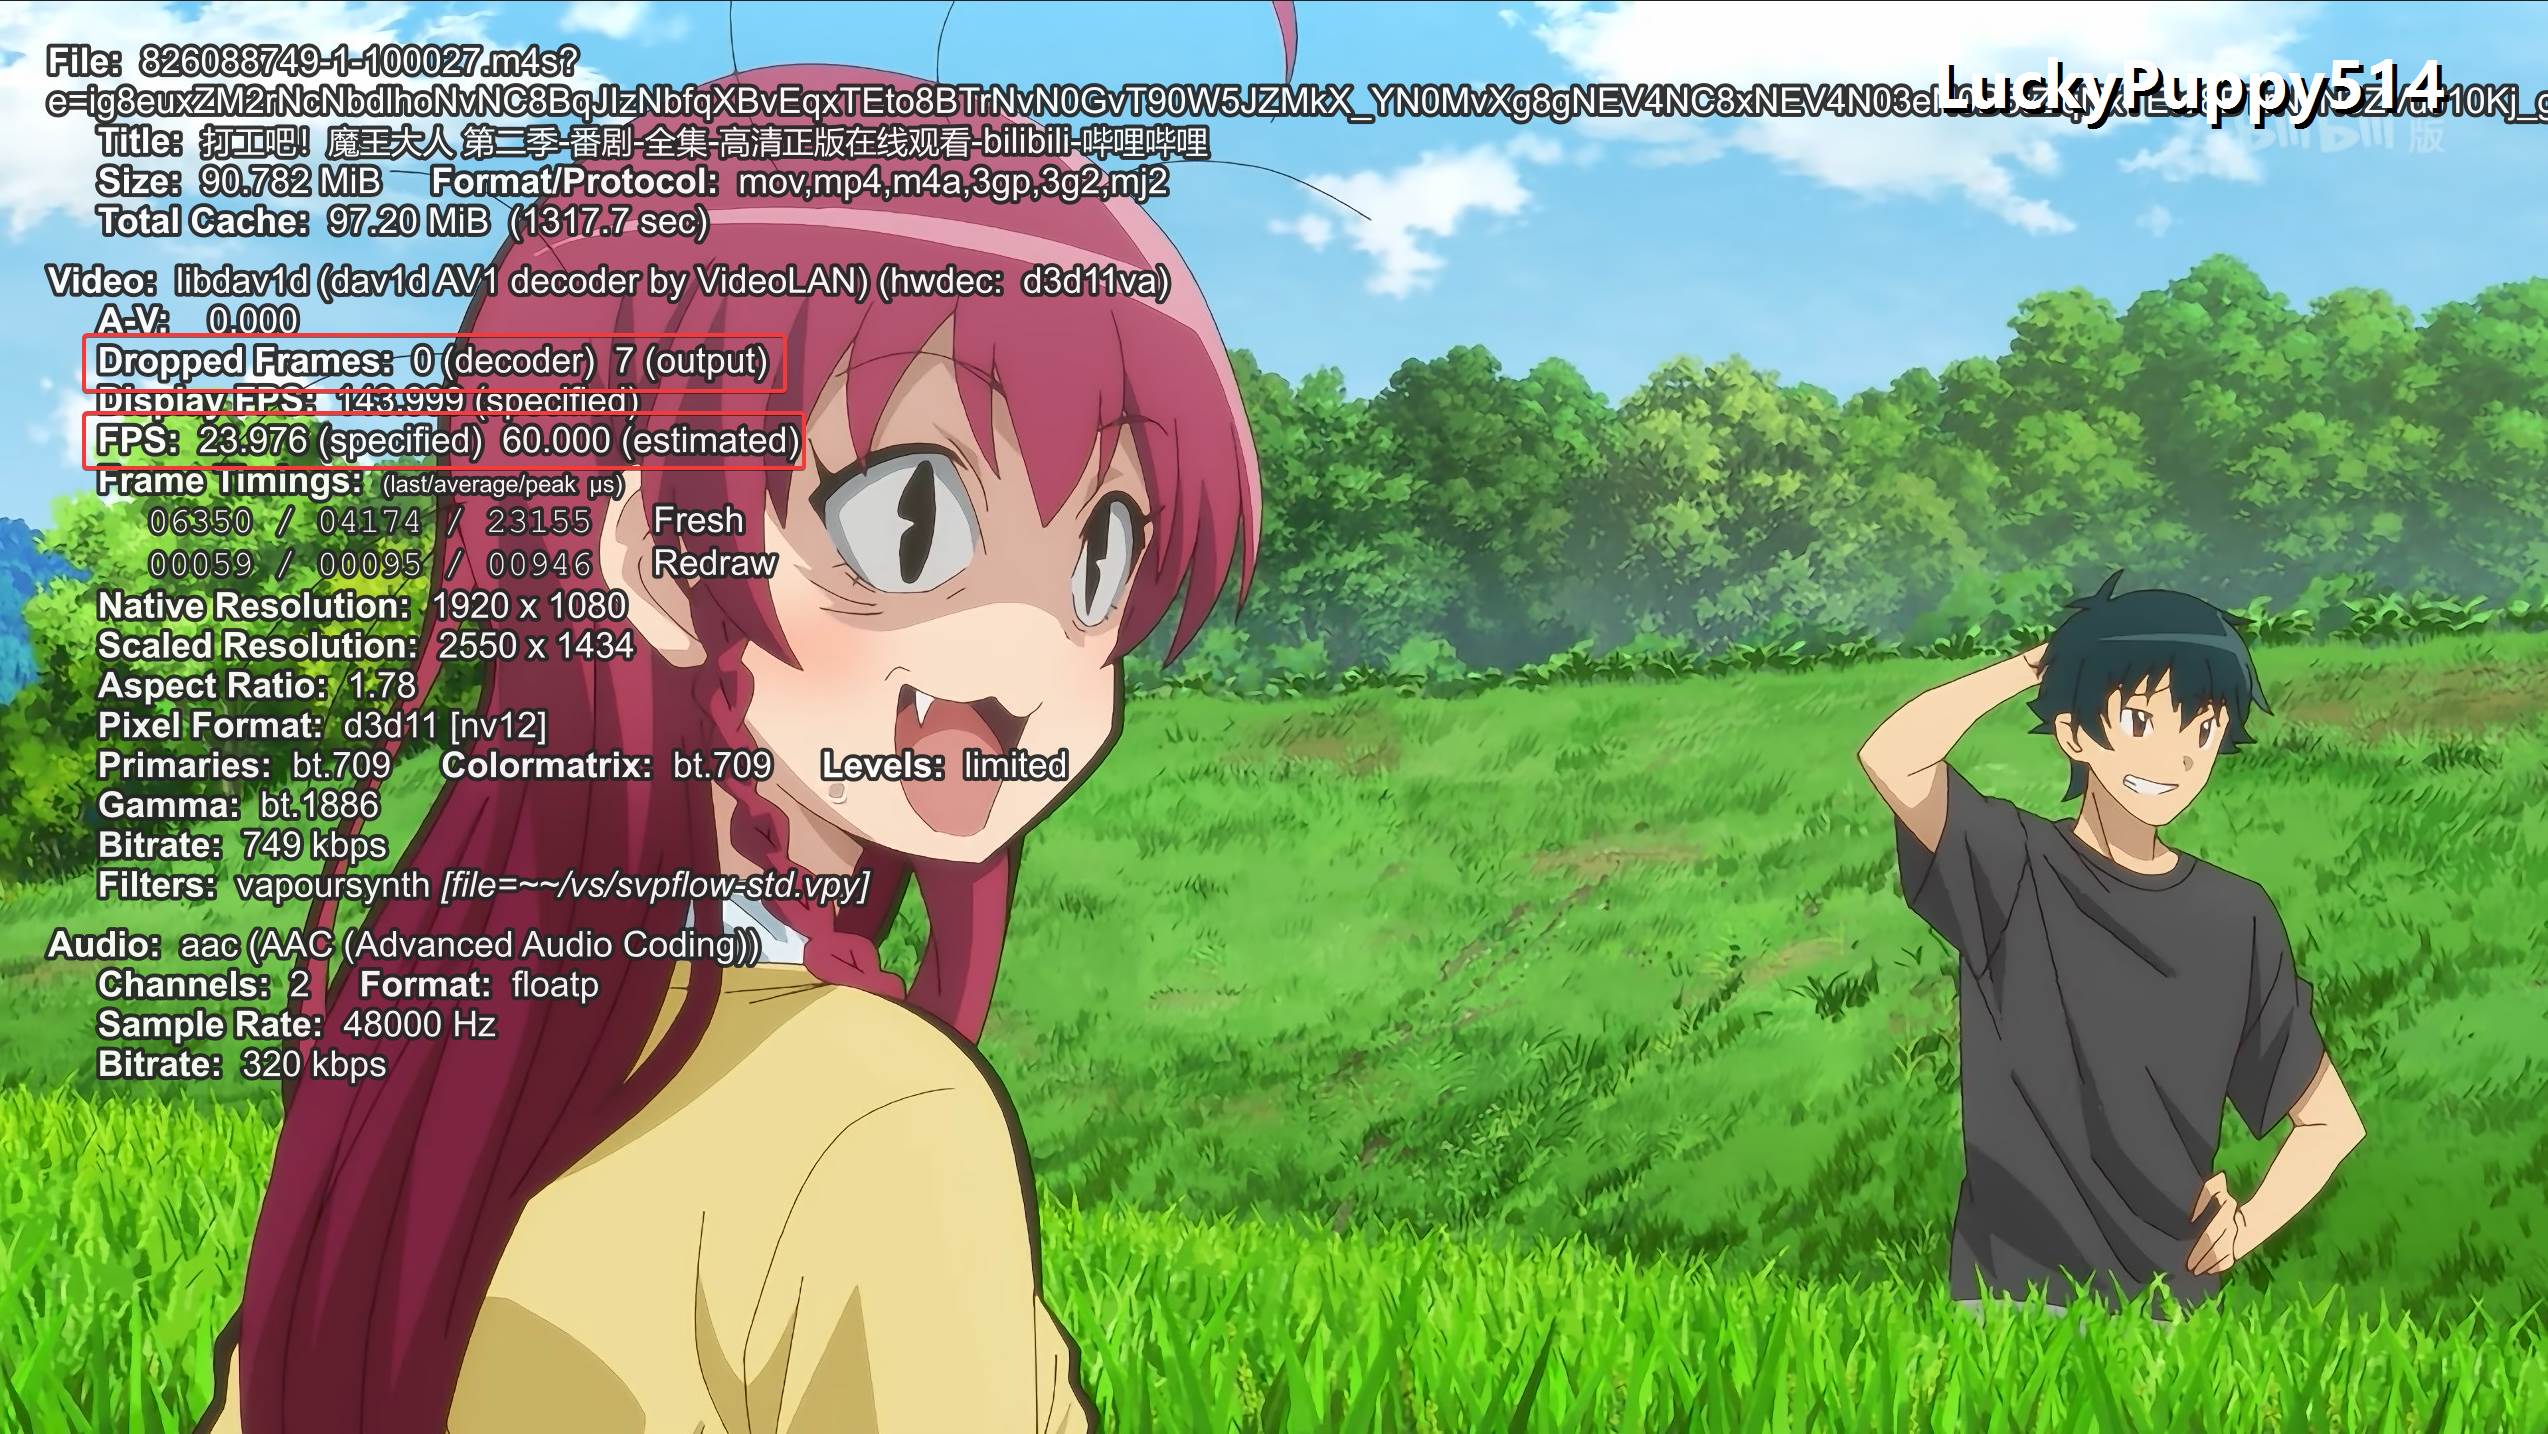 File: 826088749-1-100027.m4s?
LuckyPuppy514
e=ig8euxZM2rNcNbdlhoNvNC8BqJIzNbfqXBvEqxTEto8BTrNvN0GvT90W5JZMkX_YN0MvXg8gNEV4NC8xNEV4N03e
Title: 打工吧！魔王大人 第二季-番剧-全集-高清正版在线观看-bilibili-哔哩哔哩
bilibili 版
Size: 90.782 MiB Format/Protocol: mov,mp4,m4a,3gp,3g2,mj2
Total Cache: 97.20 MiB (1317.7 sec)
Video: libdav1d (dav1d AV1 decoder by VideoLAN) (hwdec: d3d11va)
A-V: 0.000
Dropped Frames: 0 (decoder) 7 (output)
Display FPS: 143.999 (specified)
FPS: 23.976 (specified) 60.000 (estimated)
Frame Timings: (last/average/peak μs)
06350 / 04174 / 23155 Fresh
00059 / 00095 / 00946 Redraw
Native Resolution: 1920 x 1080
Scaled Resolution: 2550 x 1434
Aspect Ratio: 1.78
Pixel Format: d3d11 [nv12]
Primaries: bt.709 Colormatrix: bt.709 Levels: limited
Gamma: bt.1886
Bitrate: 749 kbps
Filters: vapoursynth [file=~~/vs/svpflow-std.vpy]
Audio: aac (AAC (Advanced Audio Coding))
Channels: 2 Format: floatp
Sample Rate: 48000 Hz
Bitrate: 320 kbps